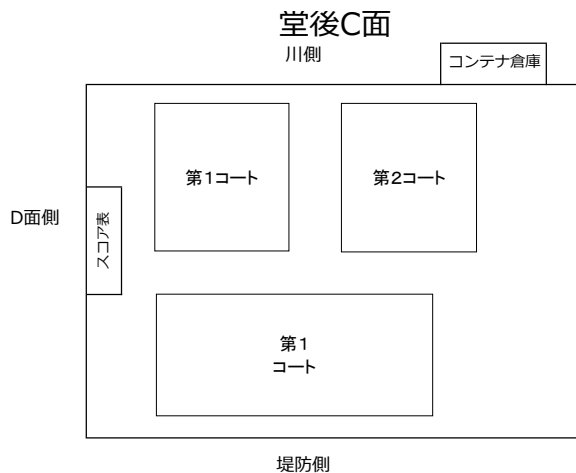 堂後C面
川側
コンテナ倉庫
第１コート
第２コート
D面側
スコア表
第１
コート
堤防側